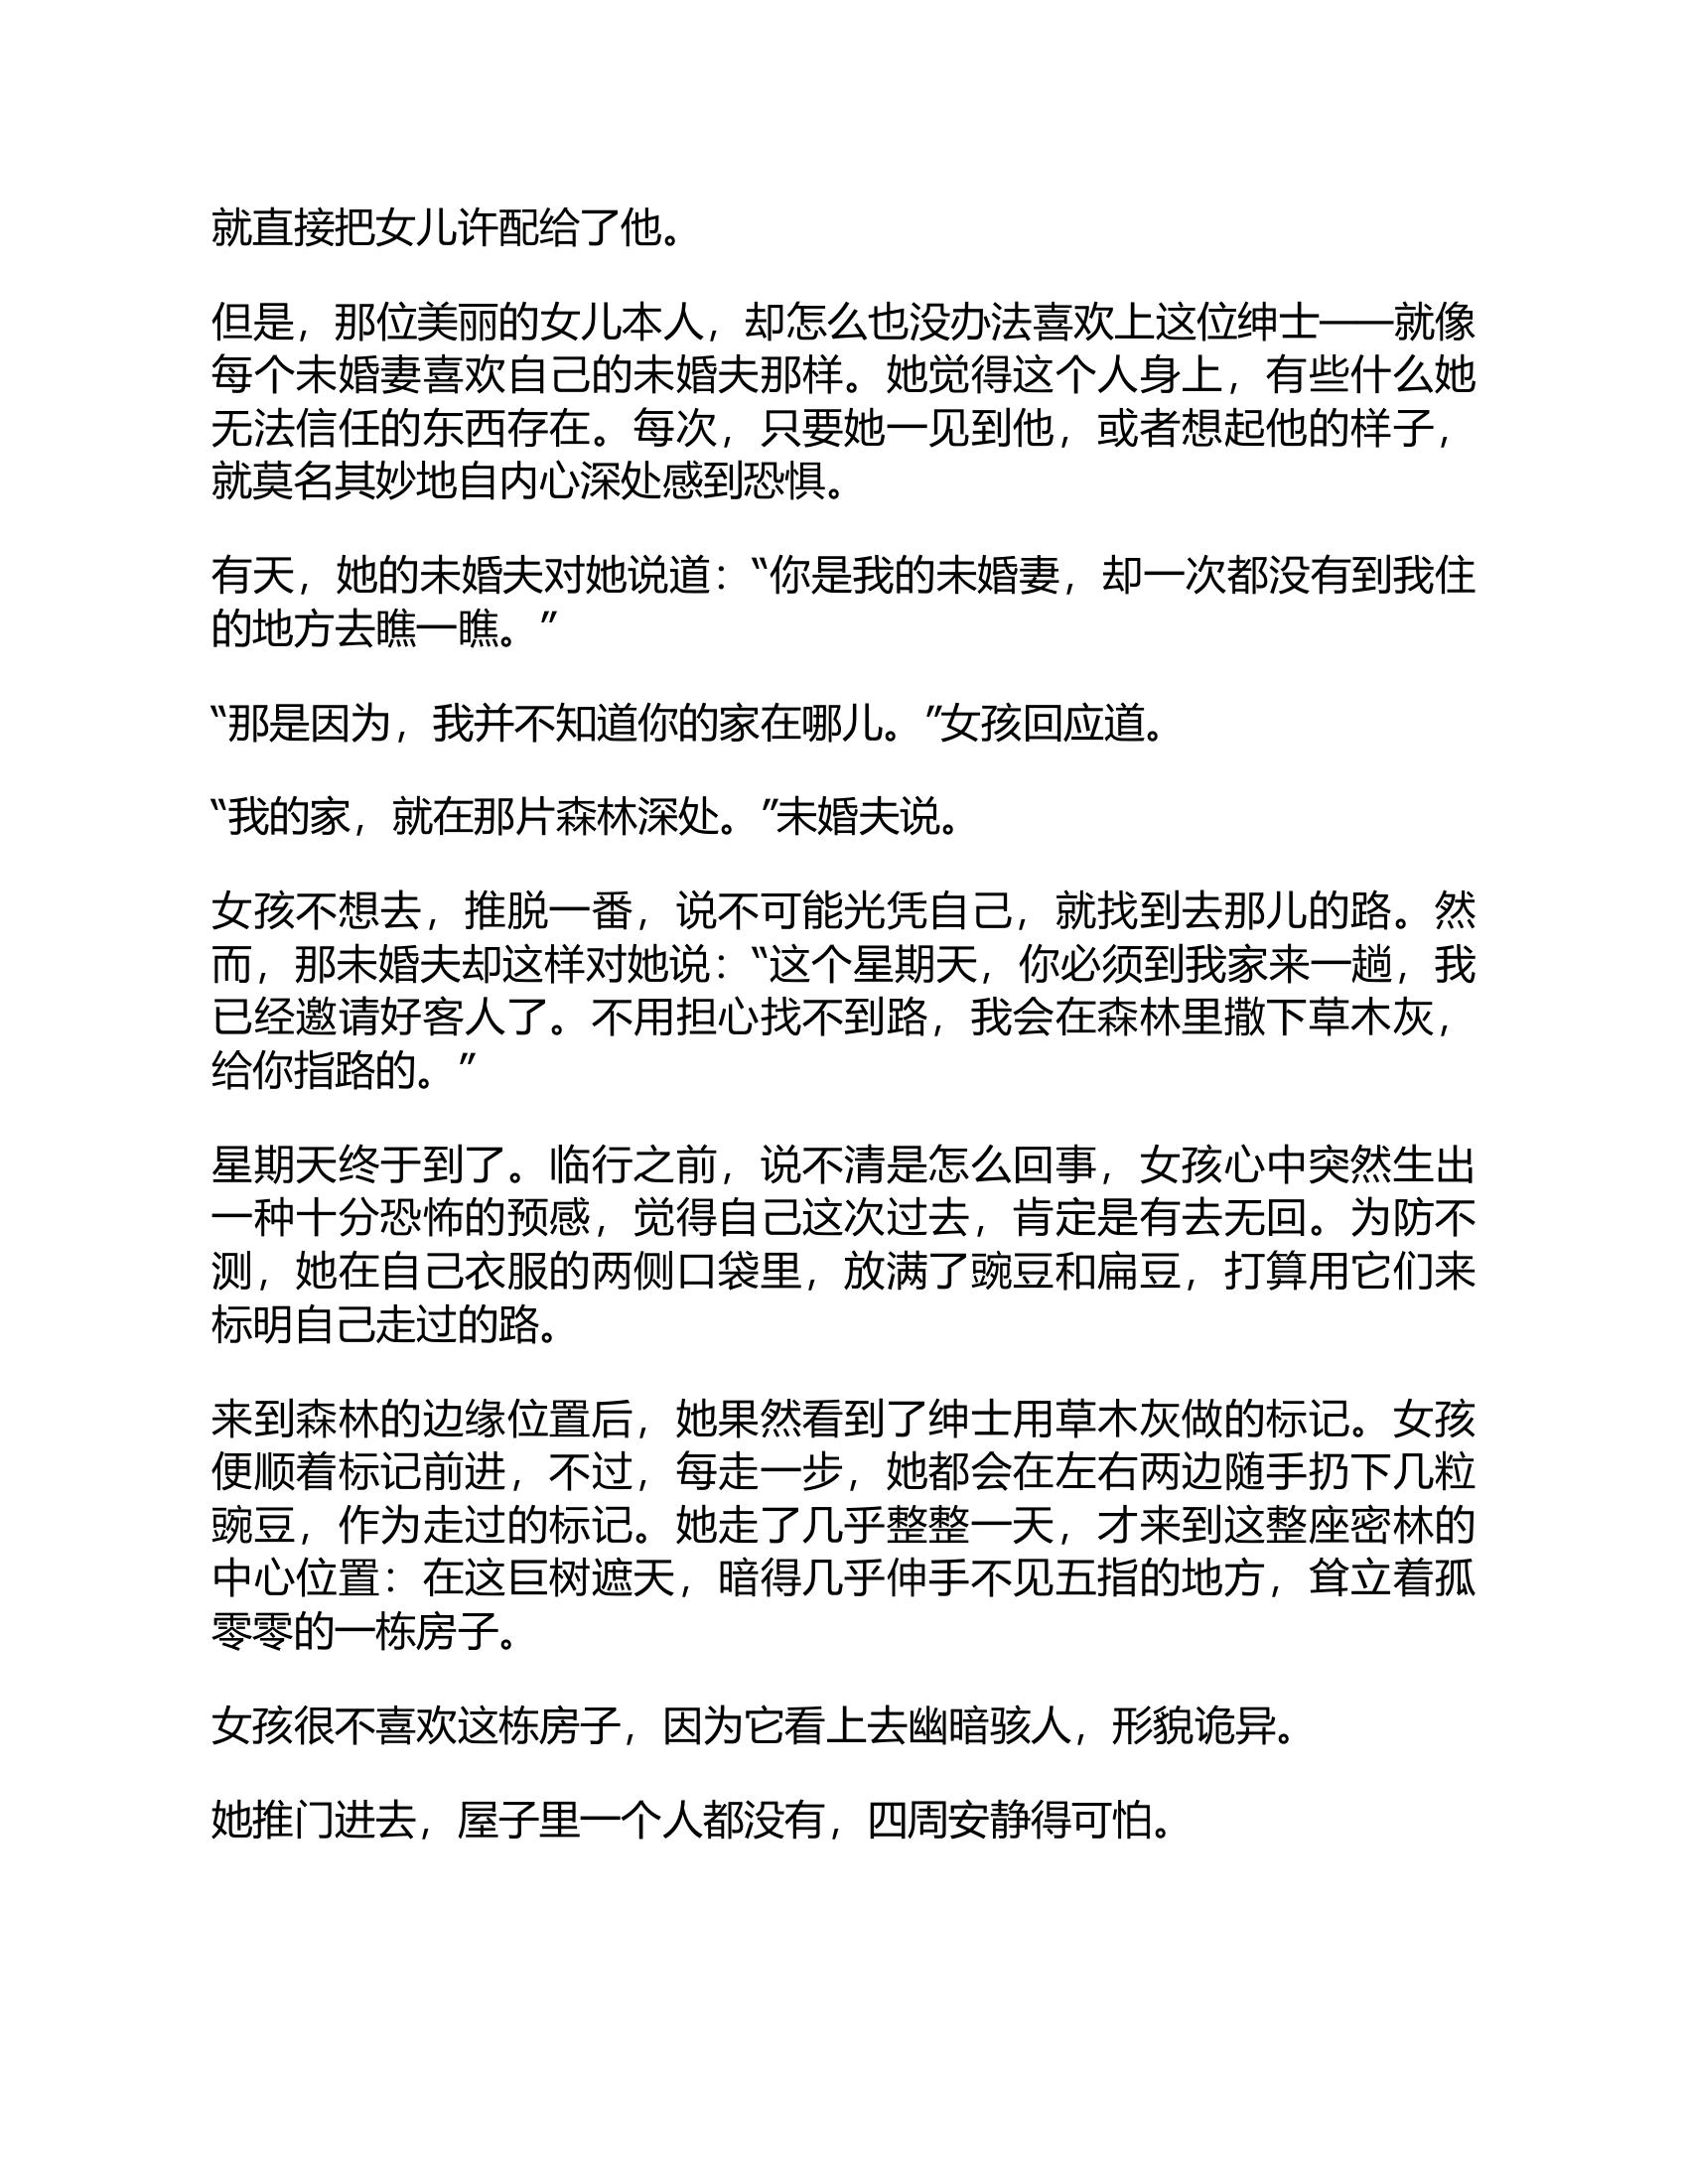 就直接把女儿许配给了他。
但是，那位美丽的女儿本人，却怎么也没办法喜欢上这位绅士——就像
每个未婚妻喜欢自己的未婚夫那样。她觉得这个人身上，有些什么她
无法信任的东西存在。每次，只要她一见到他，或者想起他的样子，
就莫名其妙地自内心深处感到恐惧。
有天，她的未婚夫对她说道：“你是我的未婚妻，却一次都没有到我住
的地方去瞧一瞧。”
“那是因为，我并不知道你的家在哪儿。”女孩回应道。
“我的家，就在那片森林深处。”未婚夫说。
女孩不想去，推脱一番，说不可能光凭自己，就找到去那儿的路。然
而，那未婚夫却这样对她说：“这个星期天，你必须到我家来一趟，我
已经邀请好客人了。不用担心找不到路，我会在森林里撒下草木灰，
给你指路的。”
星期天终于到了。临行之前，说不清是怎么回事，女孩心中突然生出
一种十分恐怖的预感，觉得自己这次过去，肯定是有去无回。为防不
测，她在自己衣服的两侧口袋里，放满了豌豆和扁豆，打算用它们来
标明自己走过的路。
来到森林的边缘位置后，她果然看到了绅士用草木灰做的标记。女孩
便顺着标记前进，不过，每走一步，她都会在左右两边随手扔下几粒
豌豆，作为走过的标记。她走了几乎整整一天，才来到这整座密林的
中心位置：在这巨树遮天，暗得几乎伸手不见五指的地方，耸立着孤
零零的一栋房子。
女孩很不喜欢这栋房子，因为它看上去幽暗骇人，形貌诡异。
她推门进去，屋子里一个人都没有，四周安静得可怕。